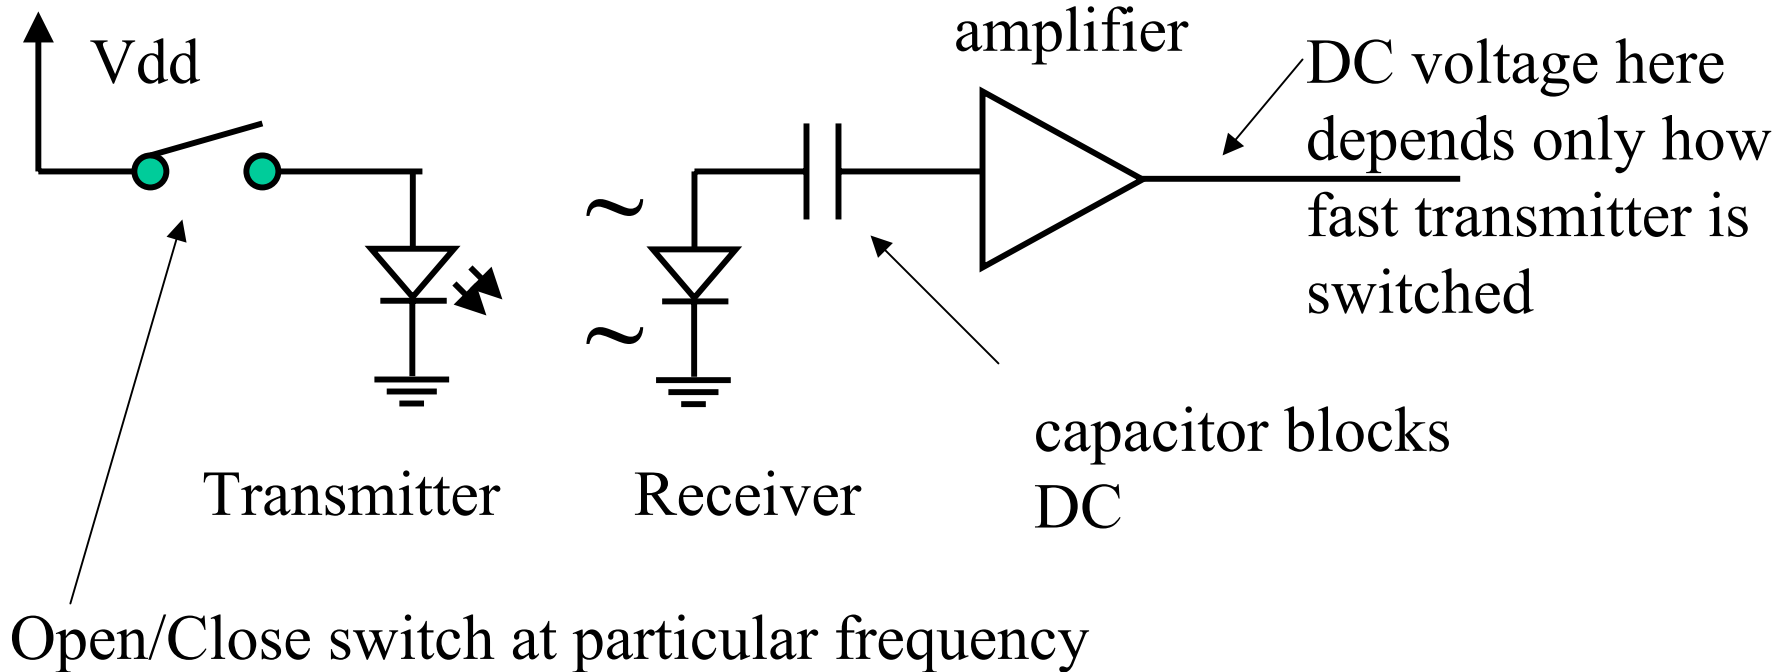 Vdd
amplifier
DC voltage here
depends only how
fast transmitter is
switched
~
~
capacitor blocks
DC
Transmitter
Receiver
Open/Close switch at particular frequency